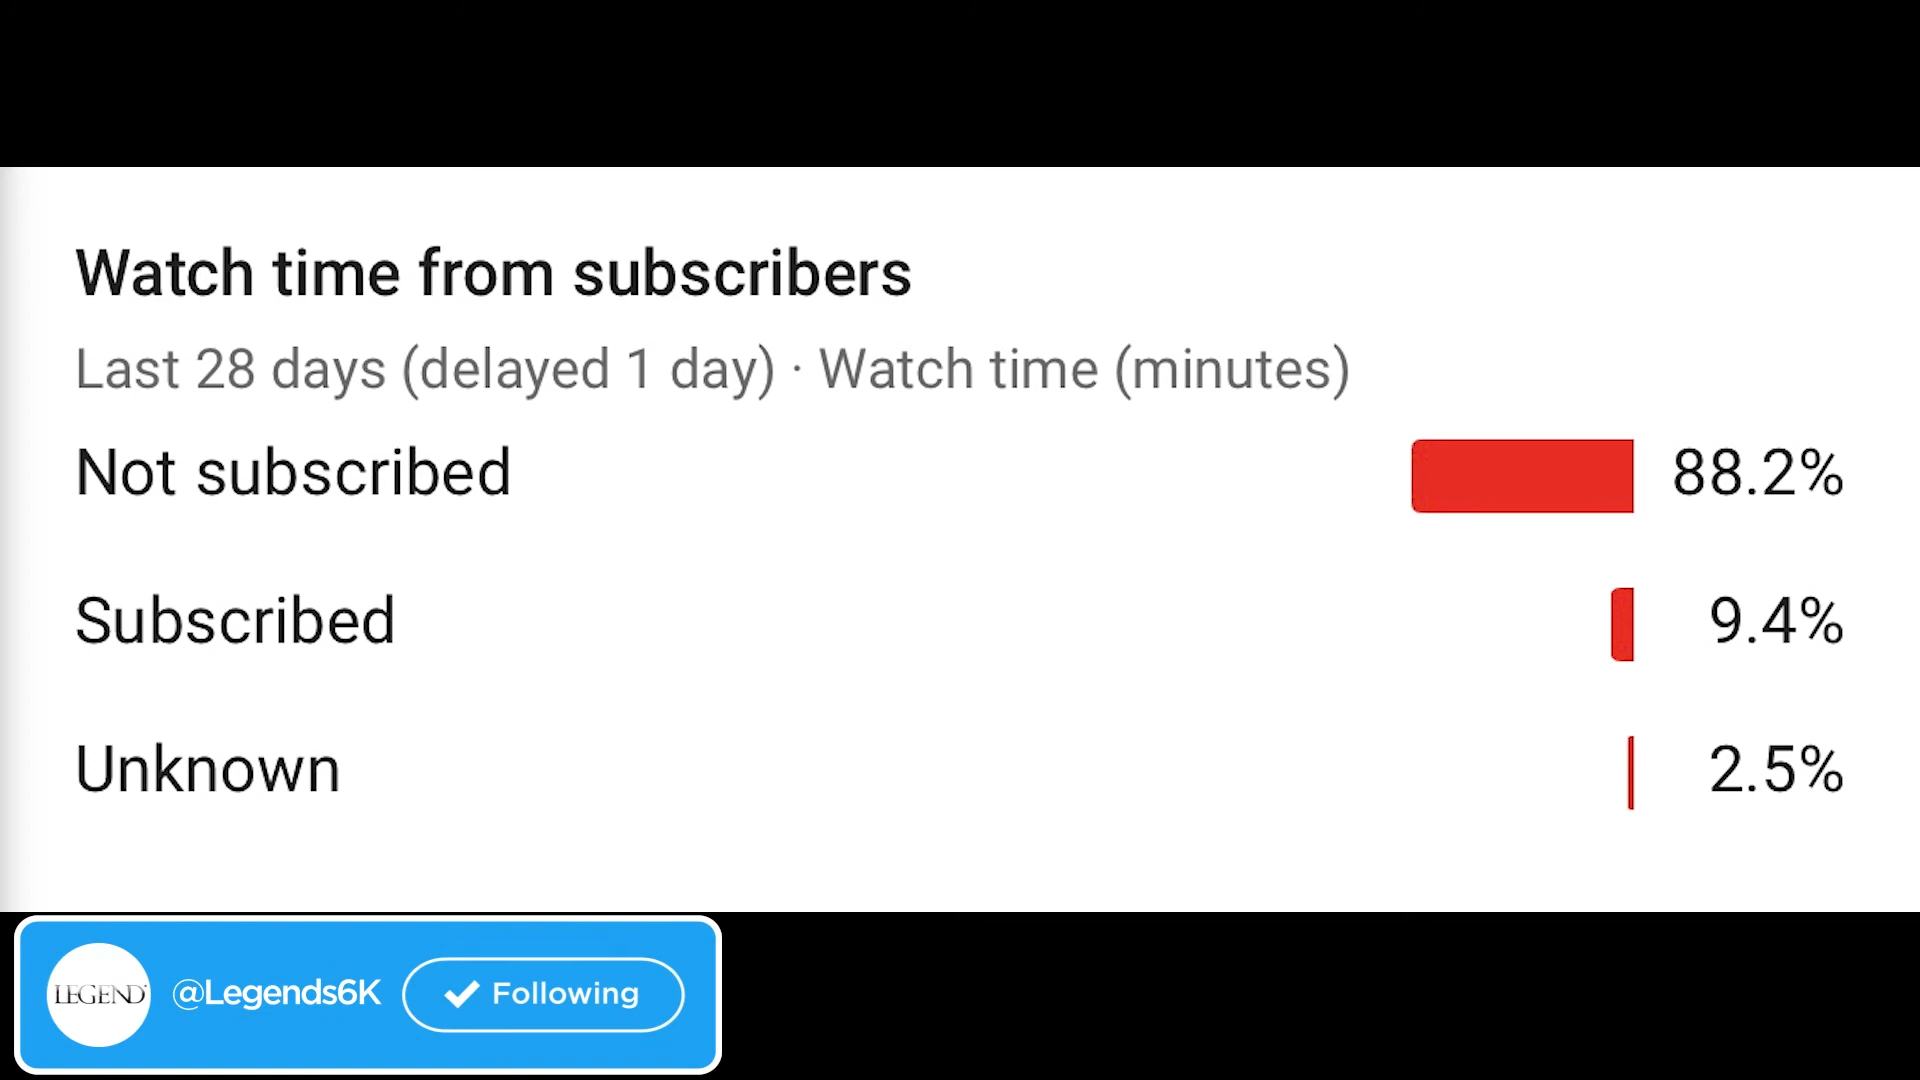 Watch time from subscribers
Last 28 days (delayed 1 day) · Watch time (minutes)
Not subscribed 88.2%
Subscribed 9.4%
Unknown 2.5%
LEGEND @Legends6K ✓ Following